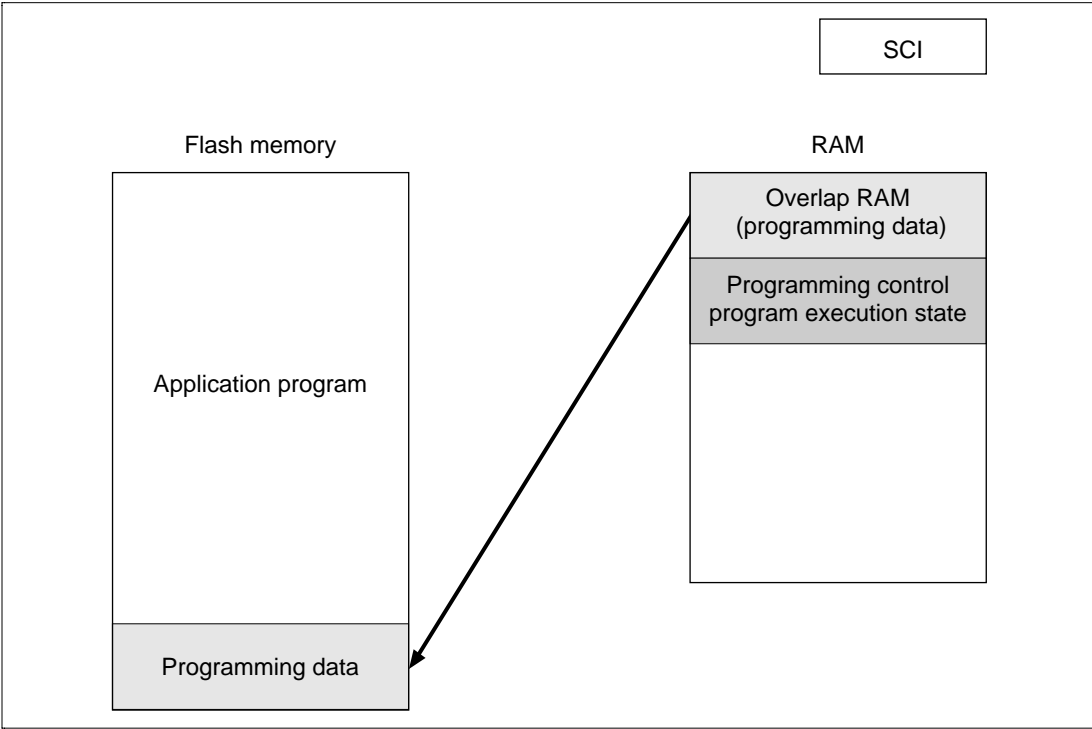 SCI
Flash memory
RAM
Overlap RAM
(programming data)
Programming control
program execution state
Application program
Programming data